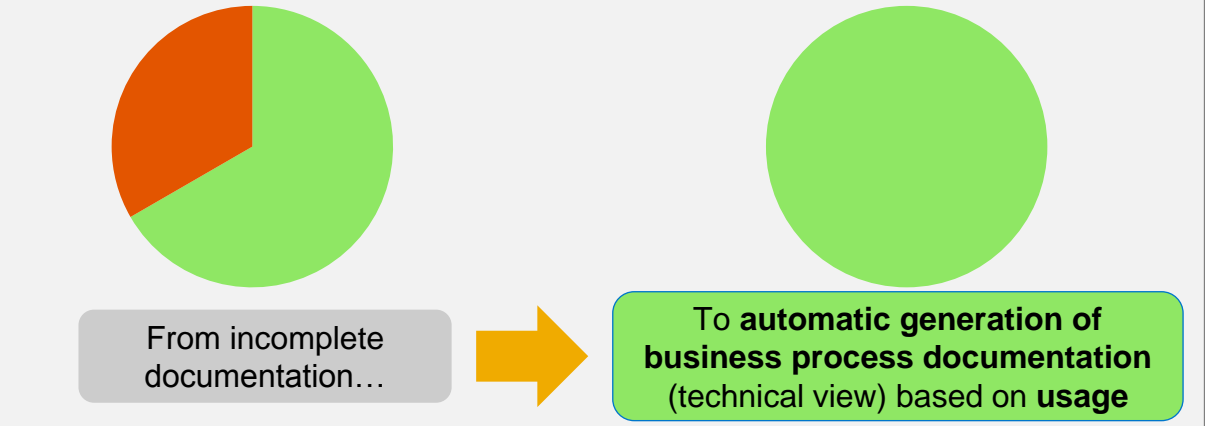 From incomplete
documentation…
To automatic generation of
business process documentation
(technical view) based on usage